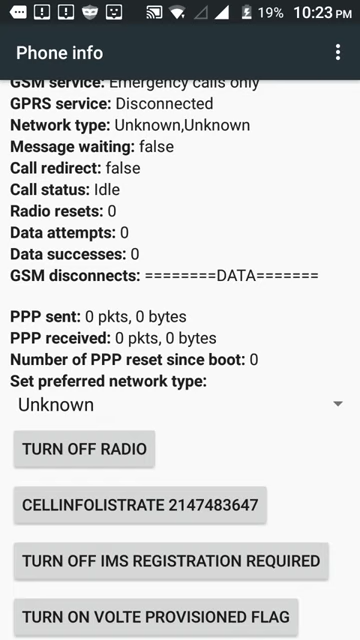 19% 10:23 PM
Phone info
GSM service: Emergency calls only
GPRS service: Disconnected
Network type: Unknown,Unknown
Message waiting: false
Call redirect: false
Call status: Idle
Radio resets: 0
Data attempts: 0
Data successes: 0
GSM disconnects: ========DATA=======
PPP sent: 0 pkts, 0 bytes
PPP received: 0 pkts, 0 bytes
Number of PPP reset since boot: 0
Set preferred network type:
Unknown
TURN OFF RADIO
CELLINFOLISTRATE 2147483647
TURN OFF IMS REGISTRATION REQUIRED
TURN ON VOLTE PROVISIONED FLAG